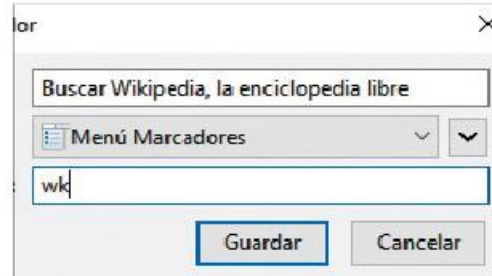 lor
Buscar Wikipedia, la enciclopedia libre
Menú Marcadores
: wk
Guardar Cancelar